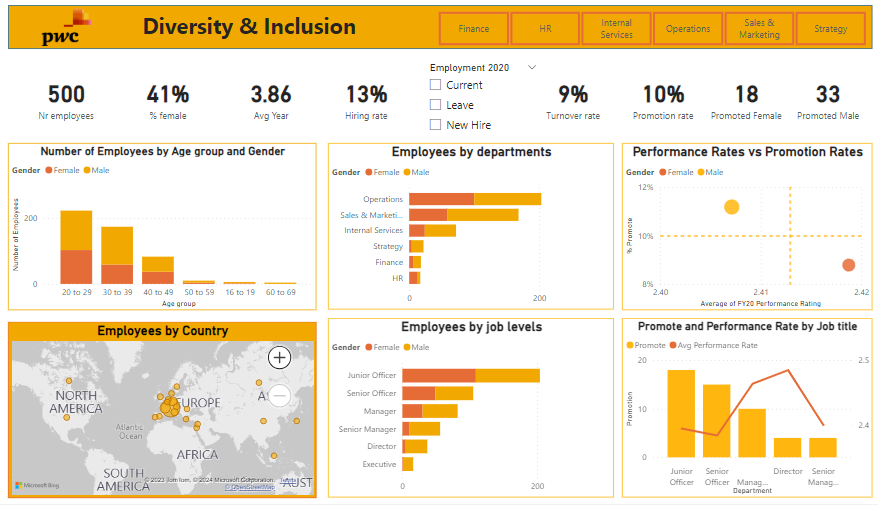 pwc
Diversity & Inclusion
Finance
HR
Internal
Services
Operations
Sales &
Marketing
Strategy
500
Nr employees
41%
% female
3.86
Avg Year
13%
Hiring rate
Employment 2020
Current
Leave
New Hire
9%
Turnover rate
10%
Promotion rate
18
Promoted Female
33
Promoted Male
Number of Employees by Age group and Gender
Gender Female Male
Number of Employees
200
0
20 to 29 30 to 39 40 to 49 50 to 59 16 to 19 60 to 69
Age group
Employees by departments
Gender Female Male
Operations
Sales & Marketi...
Internal Services
Strategy
Finance
HR
0 200
Performance Rates vs Promotion Rates
Gender Female Male
% Promote
12%
10%
8%
2.40 2.41 2.42
Average of FY20 Performance Rating
Employees by Country
NORTH
AMERICA
EUROPE
Atlantic
Ocean
AFRICA
SOUTH
AMERICA
AUST
Microsoft Bing
© 2023 TomTom, © 2024 Microsoft Corporation, Terms
© OpenStreetMap
Employees by job levels
Gender Female Male
Junior Officer
Senior Officer
Manager
Senior Manager
Director
Executive
0 200
Promote and Performance Rate by Job title
Promote Avg Performance Rate
Promotion
20
10
0
2.5
2.4
Junior
Officer
Senior
Officer
Manag...
Director
Senior
Manag...
Department